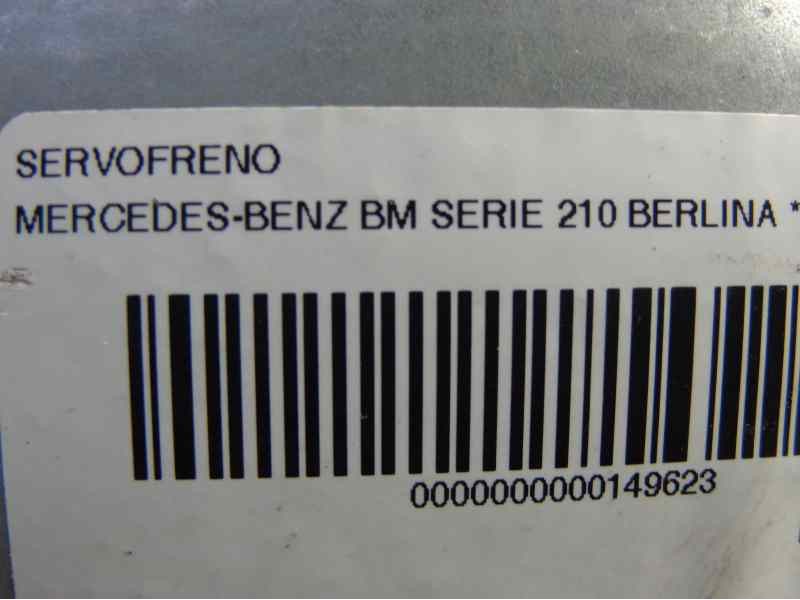 SERVOFRENO
MERCEDES-BENZ BM SERIE 210 BERLINA *
0000000000149623